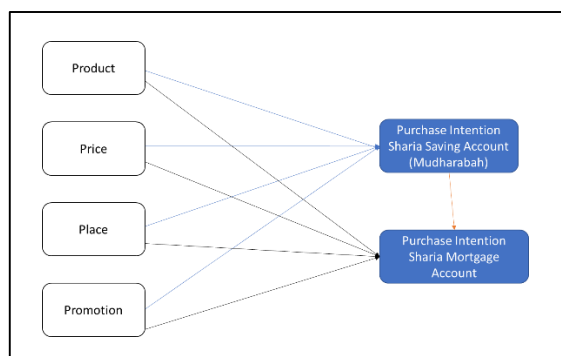 Product
Price
Place
Promotion
Purchase Intention
Sharia Saving Account
(Mudharabah)
Purchase Intention
Sharia Mortgage
Account